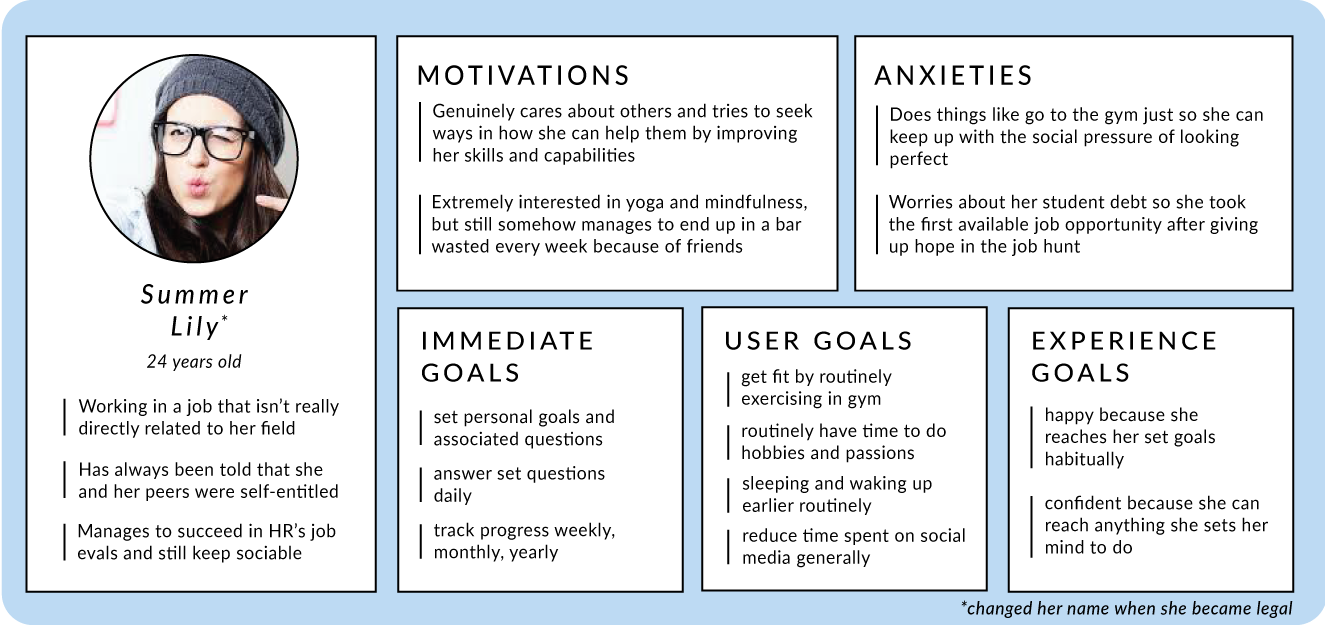 Summer
Lily*
24 years old
Working in a job that isn't really
directly related to her field
Has always been told that she
and her peers were self-entitled
Manages to succeed in HR's job
evals and still keep sociable
MOTIVATIONS
Genuinely cares about others and tries to seek
ways in how she can help them by improving
her skills and capabilities
Extremely interested in yoga and mindfulness,
but still somehow manages to end up in a bar
wasted every week because of friends
ANXIETIES
Does things like go to the gym just so she can
keep up with the social pressure of looking
perfect
Worries about her student debt so she took
the first available job opportunity after giving
up hope in the job hunt
IMMEDIATE
GOALS
set personal goals and
associated questions
answer set questions
daily
track progress weekly,
monthly, yearly
USER GOALS
get fit by routinely
exercising in gym
routinely have time to do
hobbies and passions
sleeping and waking up
earlier routinely
reduce time spent on social
media generally
EXPERIENCE
GOALS
happy because she
reaches her set goals
habitually
confident because she can
reach anything she sets her
mind to do
*changed her name when she became legal